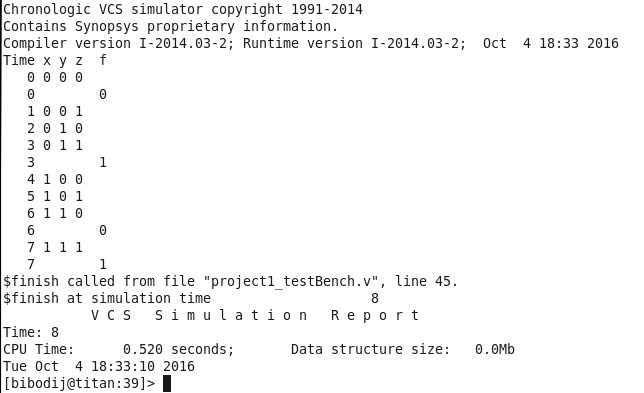 Chronologic VCS simulator copyright 1991-2014
Contains Synopsys proprietary information.
Compiler version I-2014.03-2; Runtime version I-2014.03-2;  Oct  4 18:33 2016
Time x y z  f
   0 0 0 0
   0        0
   1 0 0 1
   2 0 1 0
   3 0 1 1
   3        1
   4 1 0 0
   5 1 0 1
   6 1 1 0
   6        0
   7 1 1 1
   7        1
$finish called from file "project1_testBench.v", line 45.
$finish at simulation time                    8
           V C S   S i m u l a t i o n   R e p o r t
Time: 8
CPU Time:      0.520 seconds;       Data structure size:   0.0Mb
Tue Oct  4 18:33:10 2016
[bibodij@titan:39]>